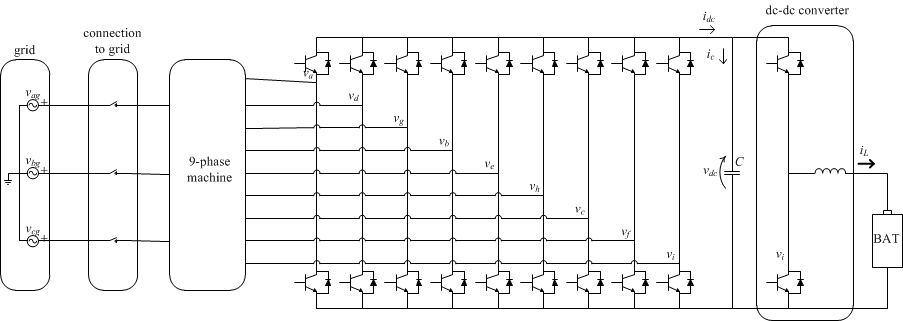 grid
connection
to grid
v_ag
+
v_bg
+
v_cg
+
9-phase
machine
v_a
v_d
v_g
v_b
v_e
v_h
v_c
v_f
v_i
i_dc
i_c
v_dc
C
dc-dc converter
i_L
v_i
BAT